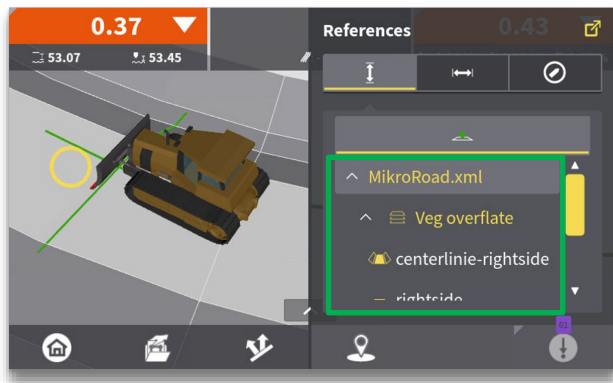 0.37
53.07 53.45
References
0.43
MikroRoad.xml
Veg overflate
centerlinie-rightside
rightside
01